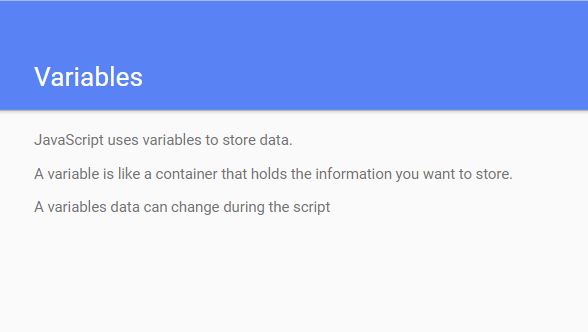 Variables
JavaScript uses variables to store data.
A variable is like a container that holds the information you want to store.
A variables data can change during the script